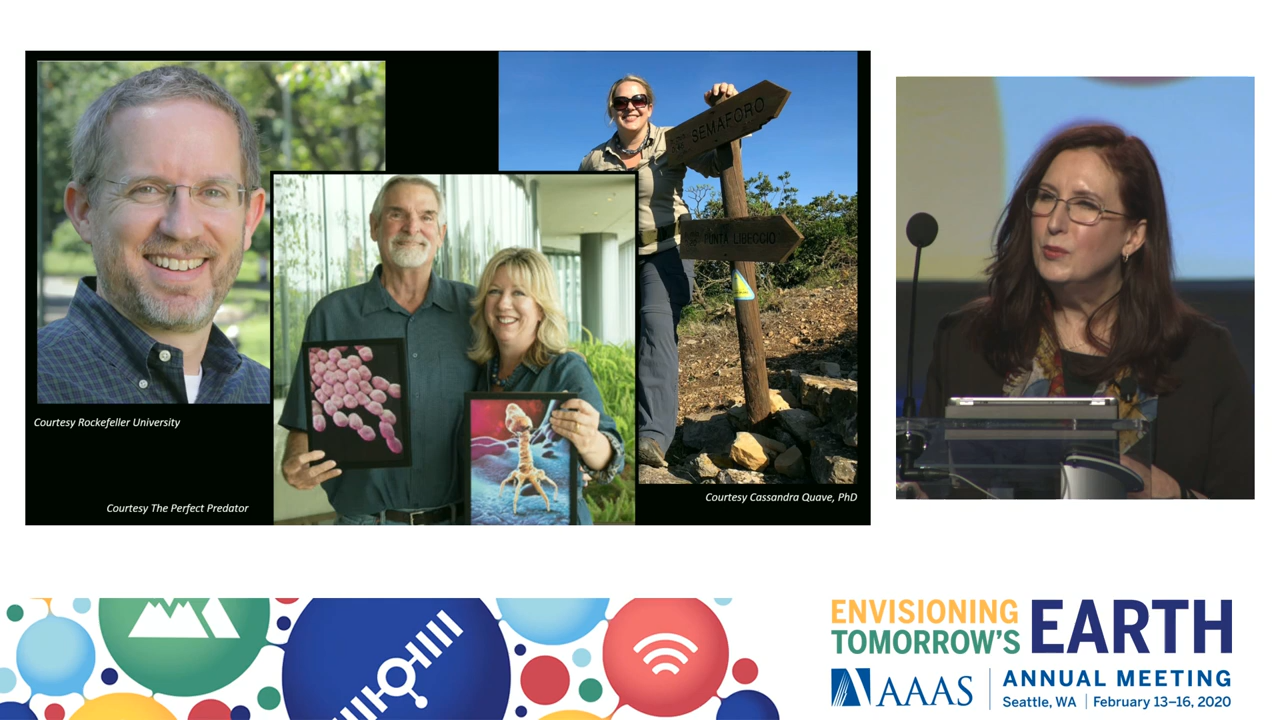 SEMAFORO
PUNTA LIBECCIO
Courtesy Rockefeller University
Courtesy Cassandra Quave, PhD
Courtesy The Perfect Predator
ENVISIONING
TOMORROW'S
EARTH
AAAS
ANNUAL MEETING
Seattle, WA | February 13–16, 2020